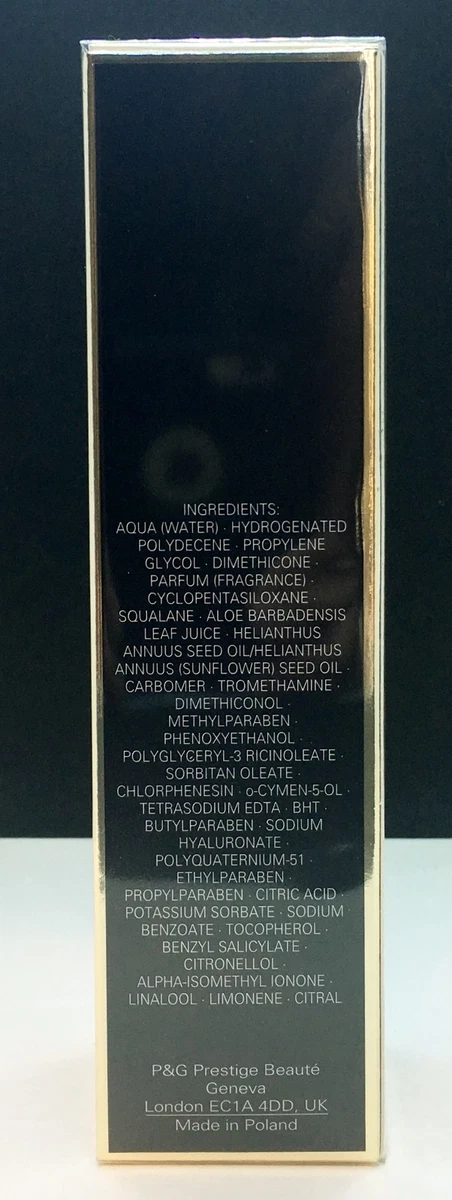 INGREDIENTS:
AQUA (WATER) · HYDROGENATED
POLYDECENE · PROPYLENE
GLYCOL · DIMETHICONE ·
PARFUM (FRAGRANCE) ·
CYCLOPENTASILOXANE ·
SQUALANE · ALOE BARBADENSIS
LEAF JUICE · HELIANTHUS
ANNUUS SEED OIL/HELIANTHUS
ANNUUS (SUNFLOWER) SEED OIL ·
CARBOMER · TROMETHAMINE ·
DIMETHICONOL ·
METHYLPARABEN ·
PHENOXYETHANOL ·
POLYGLYCERYL-3 RICINOLEATE ·
SORBITAN OLEATE ·
CHLORPHENESIN · o-CYMEN-5-OL ·
TETRASODIUM EDTA · BHT ·
BUTYLPARABEN · SODIUM
HYALURONATE ·
POLYQUATERNIUM-51 ·
ETHYLPARABEN ·
PROPYLPARABEN · CITRIC ACID ·
POTASSIUM SORBATE · SODIUM
BENZOATE · TOCOPHEROL ·
BENZYL SALICYLATE ·
CITRONELLOL ·
ALPHA-ISOMETHYL IONONE ·
LINALOOL · LIMONENE · CITRAL
P&G Prestige Beauté
Geneva
London EC1A 4DD, UK
Made in Poland